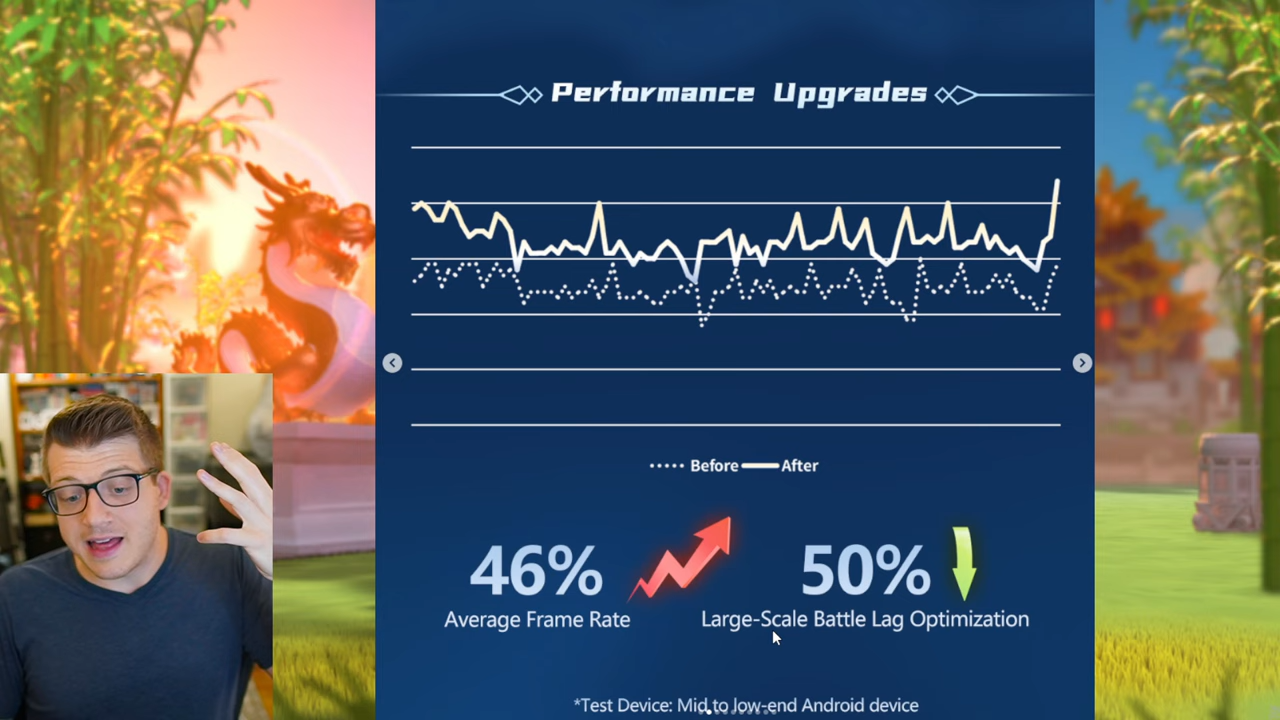 Performance Upgrades
Before After
46% 50%
Average Frame Rate Large-Scale Battle Lag Optimization
*Test Device: Mid to low-end Android device